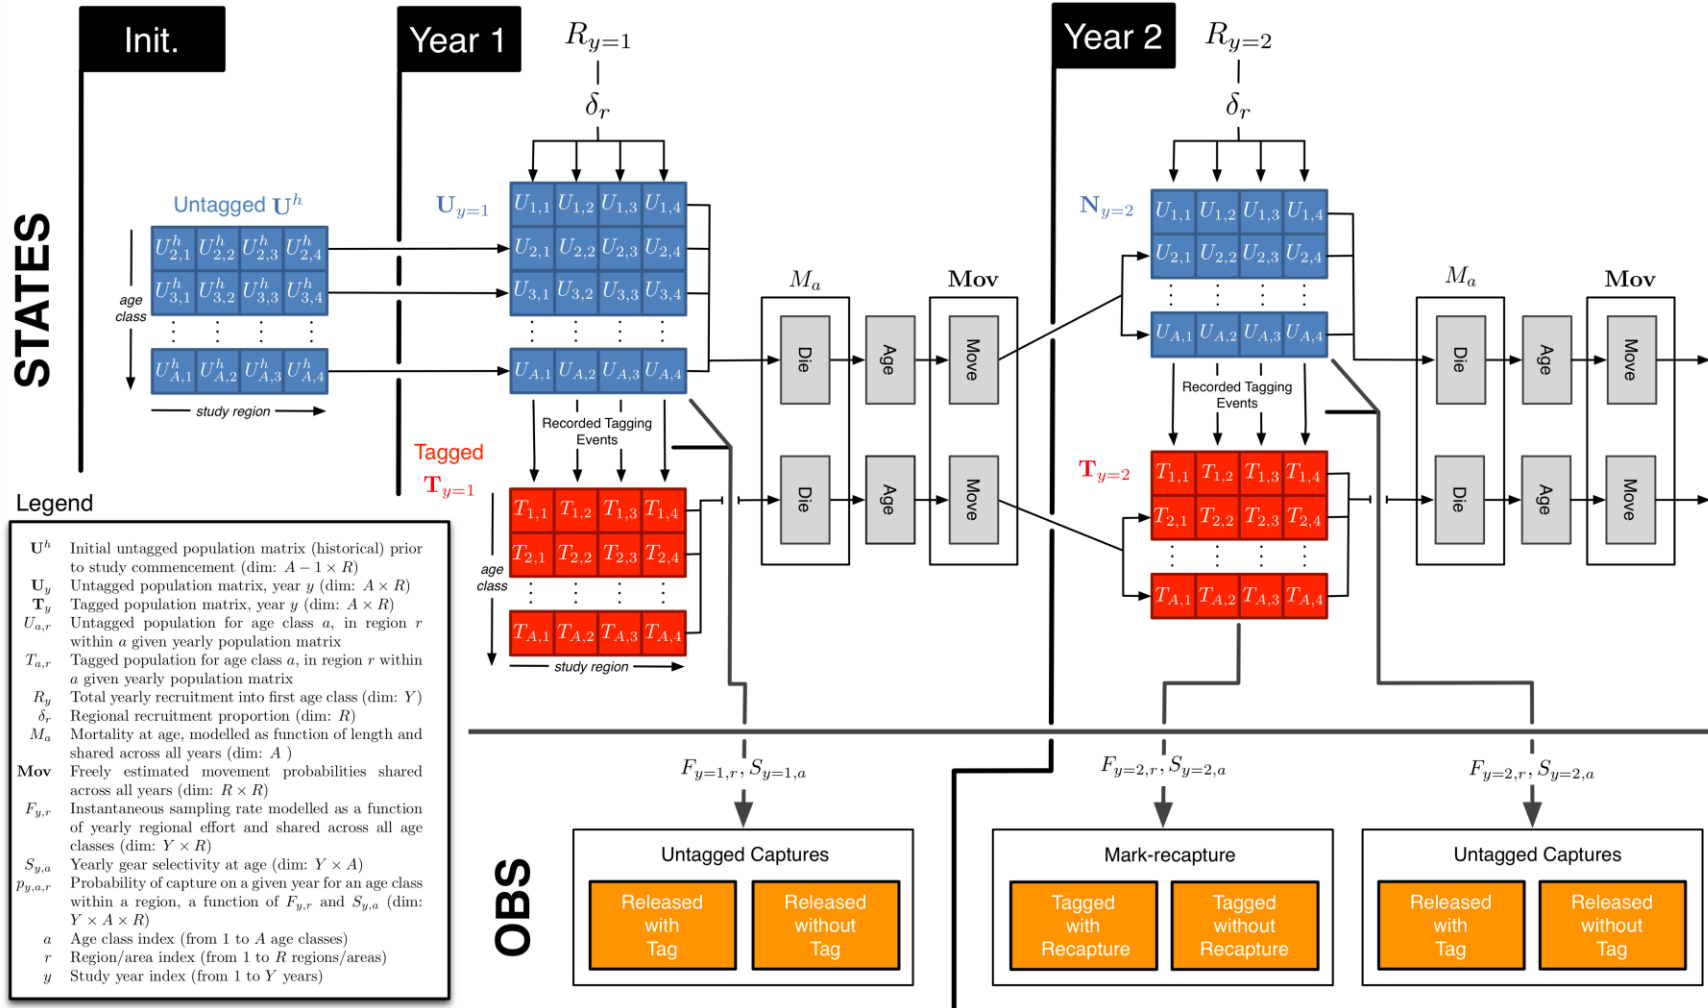 Init.
Year 1
Year 2
R_{y=1}
δ_r
R_{y=2}
δ_r
STATES
Untagged U^h
age
class
U^h_{2,1} U^h_{2,2} U^h_{2,3} U^h_{2,4}
U^h_{3,1} U^h_{3,2} U^h_{3,3} U^h_{3,4}
⋮ ⋮ ⋮ ⋮
U^h_{A,1} U^h_{A,2} U^h_{A,3} U^h_{A,4}
study region
U_{y=1}
U_{1,1} U_{1,2} U_{1,3} U_{1,4}
U_{2,1} U_{2,2} U_{2,3} U_{2,4}
U_{3,1} U_{3,2} U_{3,3} U_{3,4}
⋮ ⋮ ⋮ ⋮
U_{A,1} U_{A,2} U_{A,3} U_{A,4}
Recorded Tagging
Events
Tagged
T_{y=1}
age
class
T_{1,1} T_{1,2} T_{1,3} T_{1,4}
T_{2,1} T_{2,2} T_{2,3} T_{2,4}
⋮ ⋮ ⋮ ⋮
T_{A,1} T_{A,2} T_{A,3} T_{A,4}
study region
M_a
Mov
Die
Age
Move
Die
Age
Move
N_{y=2}
U_{1,1} U_{1,2} U_{1,3} U_{1,4}
U_{2,1} U_{2,2} U_{2,3} U_{2,4}
⋮ ⋮ ⋮ ⋮
U_{A,1} U_{A,2} U_{A,3} U_{A,4}
Recorded Tagging
Events
T_{y=2}
T_{1,1} T_{1,2} T_{1,3} T_{1,4}
T_{2,1} T_{2,2} T_{2,3} T_{2,4}
⋮ ⋮ ⋮ ⋮
T_{A,1} T_{A,2} T_{A,3} T_{A,4}
M_a
Mov
Die
Age
Move
Die
Age
Move
Legend
U^h Initial untagged population matrix (historical) prior
to study commencement (dim: A − 1 × R)
U_y Untagged population matrix, year y (dim: A × R)
T_y Tagged population matrix, year y (dim: A × R)
U_{a,r} Untagged population for age class a, in region r
within a given yearly population matrix
T_{a,r} Tagged population for age class a, in region r within
a given yearly population matrix
R_y Total yearly recruitment into first age class (dim: Y)
δ_r Regional recruitment proportion (dim: R)
M_a Mortality at age, modelled as function of length and
shared across all years (dim: A )
Mov Freely estimated movement probabilities shared
across all years (dim: R × R)
F_{y,r} Instantaneous sampling rate modelled as a function
of yearly regional effort and shared across all age
classes (dim: Y × R)
S_{y,a} Yearly gear selectivity at age (dim: Y × A)
p_{y,a,r} Probability of capture on a given year for an age class
within a region, a function of F_{y,r} and S_{y,a} (dim:
Y × A × R)
a Age class index (from 1 to A age classes)
r Region/area index (from 1 to R regions/areas)
y Study year index (from 1 to Y years)
OBS
F_{y=1,r}, S_{y=1,a}
Untagged Captures
Released
with
Tag
Released
without
Tag
F_{y=2,r}, S_{y=2,a}
Mark-recapture
Tagged
with
Recapture
Tagged
without
Recapture
F_{y=2,r}, S_{y=2,a}
Untagged Captures
Released
with
Tag
Released
without
Tag